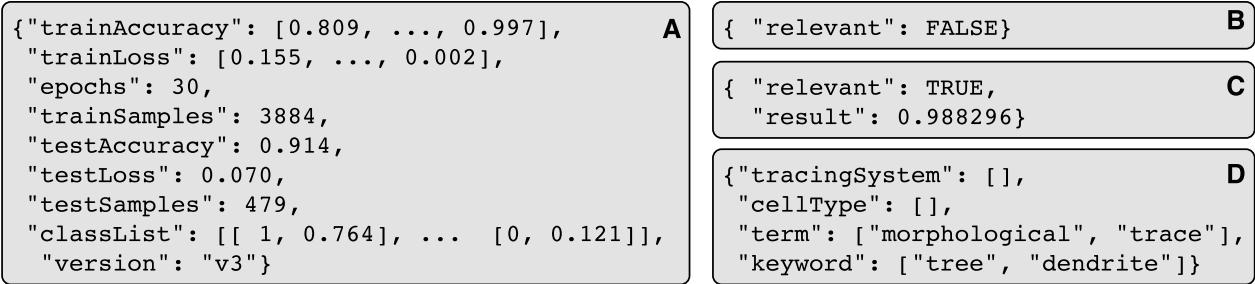 {"trainAccuracy": [0.809, ..., 0.997],
"trainLoss": [0.155, ..., 0.002],
"epochs": 30,
"trainSamples": 3884,
"testAccuracy": 0.914,
"testLoss": 0.070,
"testSamples": 479,
"classList": [[ 1, 0.764], ... [0, 0.121]],
"version": "v3"}
A
{ "relevant": FALSE}
B
{ "relevant": TRUE,
"result": 0.988296}
C
{"tracingSystem": [],
"cellType": [],
"term": ["morphological", "trace"],
"keyword": ["tree", "dendrite"]}
D